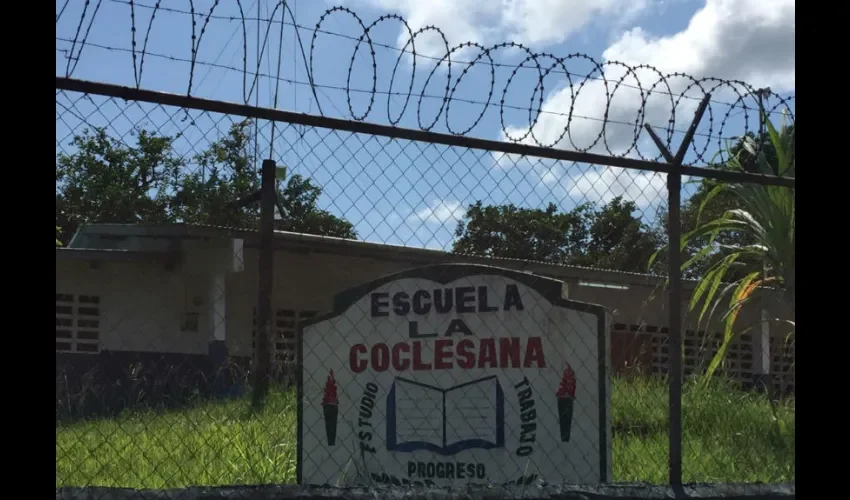 ESCUELA
LA
COCLESANA
ESTUDIO
TRABAJO
PROGRESO